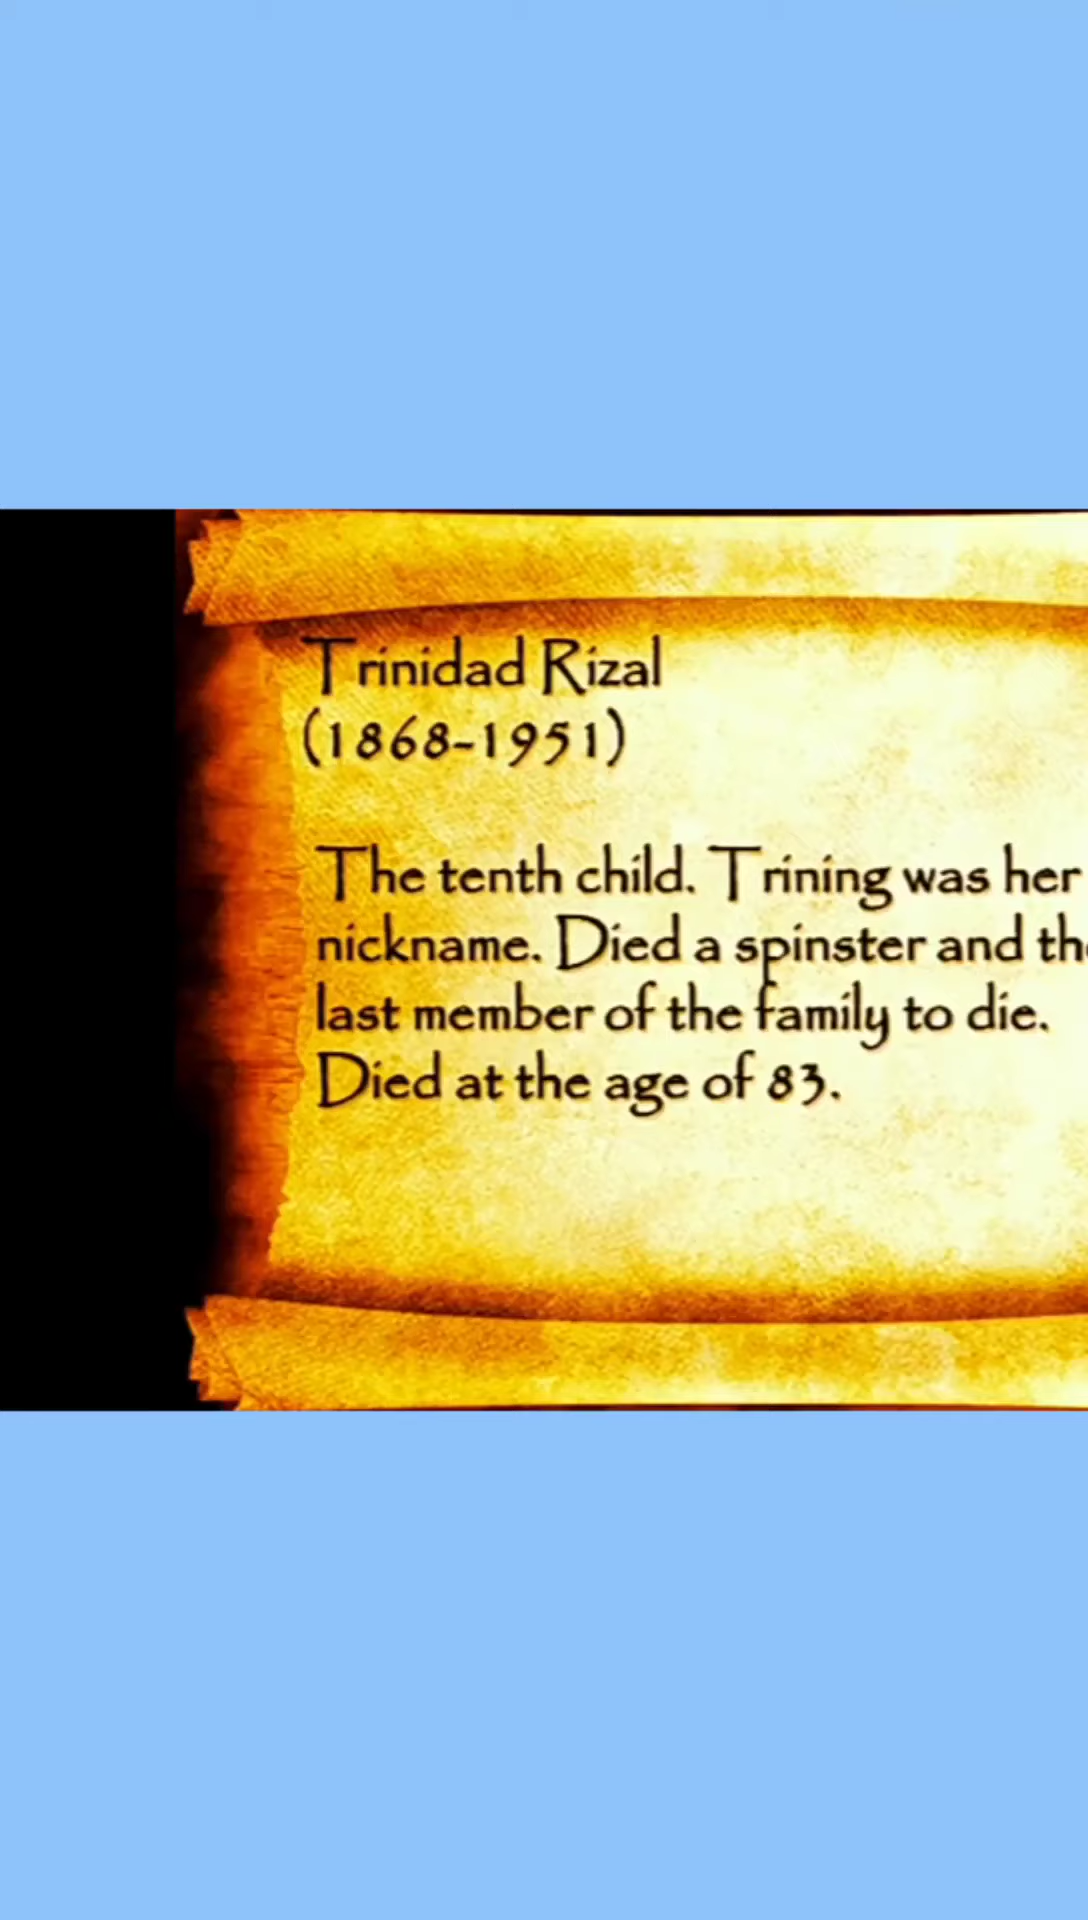 Trinidad Rizal
(1868-1951)
The tenth child. Trining was her
nickname. Died a spinster and the
last member of the family to die.
Died at the age of 83.